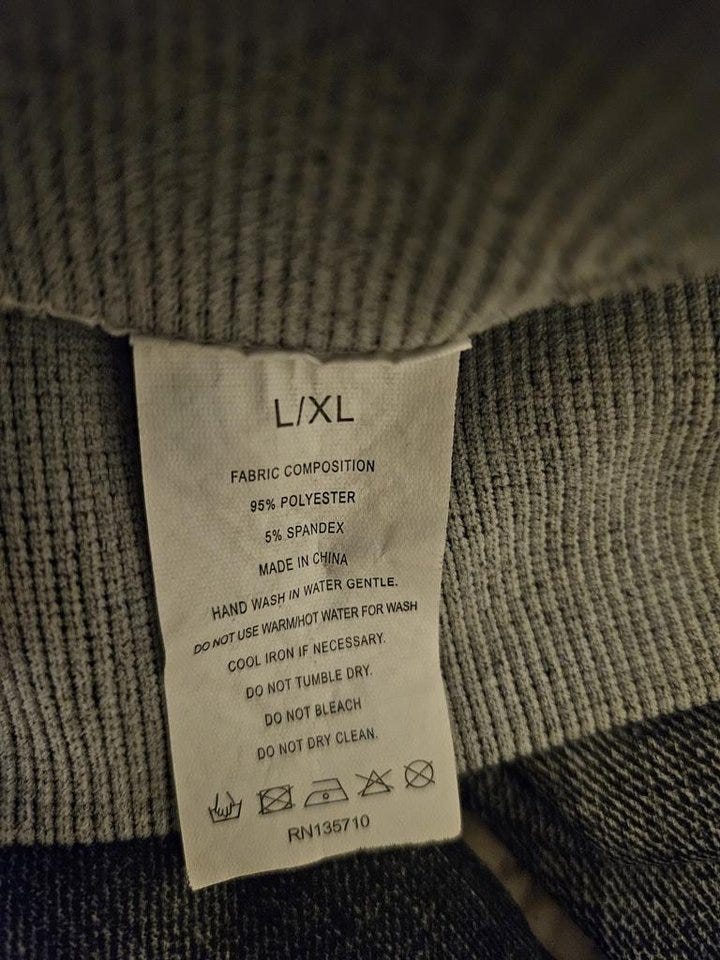 L/XL
FABRIC COMPOSITION
95% POLYESTER
5% SPANDEX
MADE IN CHINA
HAND WASH IN WATER GENTLE.
DO NOT USE WARM/HOT WATER FOR WASH
COOL IRON IF NECESSARY.
DO NOT TUMBLE DRY.
DO NOT BLEACH
DO NOT DRY CLEAN.
RN135710